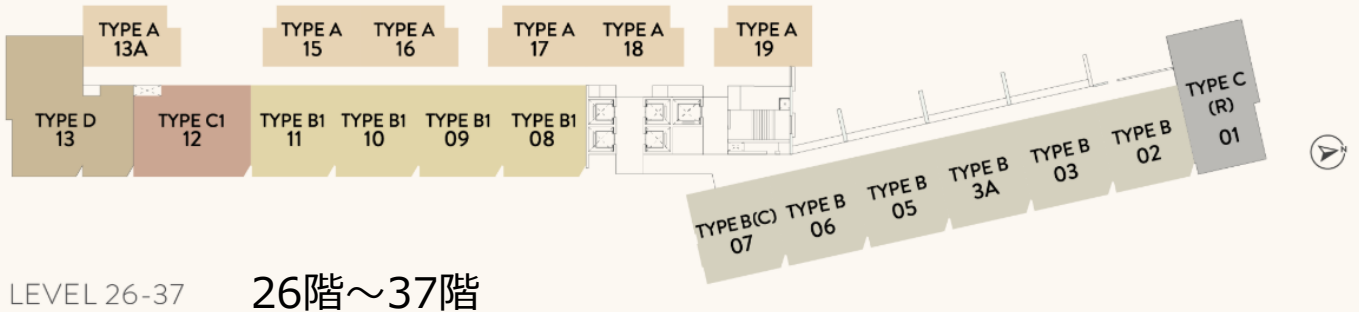 TYPE A
13A
TYPE A
15
TYPE A
16
TYPE A
17
TYPE A
18
TYPE A
19
TYPE D
13
TYPE C1
12
TYPE B1
11
TYPE B1
10
TYPE B1
09
TYPE B1
08
TYPE B(C)
07
TYPE B
06
TYPE B
05
TYPE B
3A
TYPE B
03
TYPE B
02
TYPE C
(R)
01
N
LEVEL 26-37
26階～37階